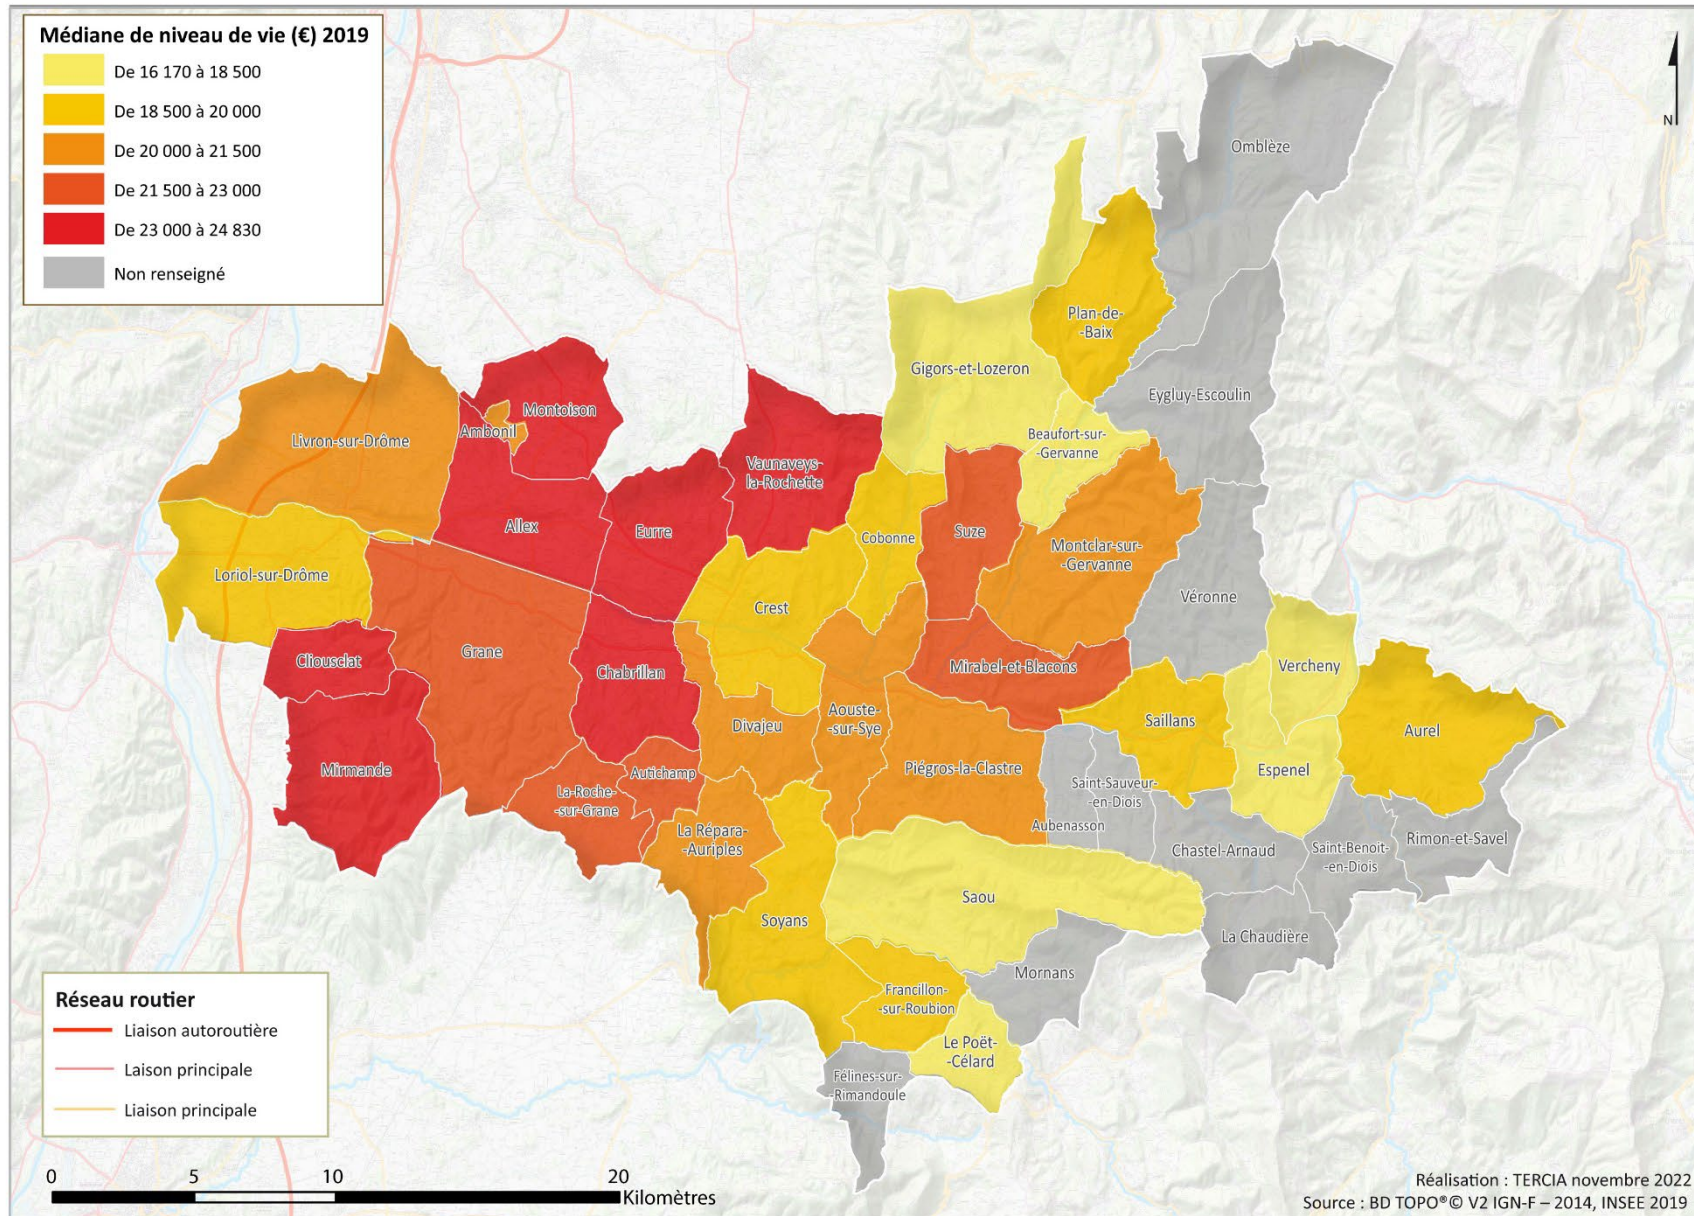 Médiane de niveau de vie (€) 2019
De 16 170 à 18 500
De 18 500 à 20 000
De 20 000 à 21 500
De 21 500 à 23 000
De 23 000 à 24 830
Non renseigné
N
Omblèze
Plan-de-
-Baix
Gigors-et-Lozeron
Eygluy-Escoulin
Montoison
Ambonil
Livron-sur-Drôme
Beaufort-sur-
-Gervanne
Vaunaveys-
la-Rochette
Allex
Eurre
Cobonne
Suze
Montclar-sur-
Gervanne
Loriol-sur-Drôme
Crest
Véronne
Grane
Cliousclat
Chabrillan
Mirabel-et-Blacons
Vercheny
Divajeu
Aouste-
-sur-Sye
Saillans
Aurel
Mirmande
Autichamp
Piégros-la-Clastre
Espenel
La-Roche-
-sur-Grane
Saint-Sauveur-
-en-Diois
Aubenasson
La Répara-
-Auriples
Chastel-Arnaud
Saint-Benoit-
-en-Diois
Rimon-et-Savel
Saou
Soyans
La Chaudière
Mornans
Francillon-
-sur-Roubion
Le Poët-
-Célard
Félines-sur-
-Rimandoule
Réseau routier
Liaison autoroutière
Laison principale
Liaison principale
0 5 10 20
Kilomètres
Réalisation : TERCIA novembre 2022
Source : BD TOPO®© V2 IGN-F – 2014, INSEE 2019